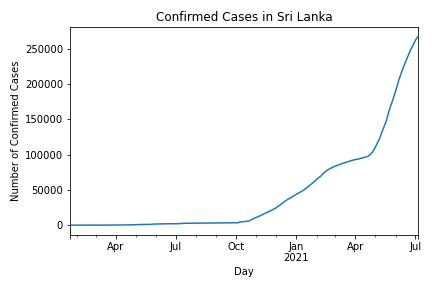 Confirmed Cases in Sri Lanka
Number of Confirmed Cases
250000
200000
150000
100000
50000
0
Apr
Jul
Oct
Jan
2021
Apr
Jul
Day